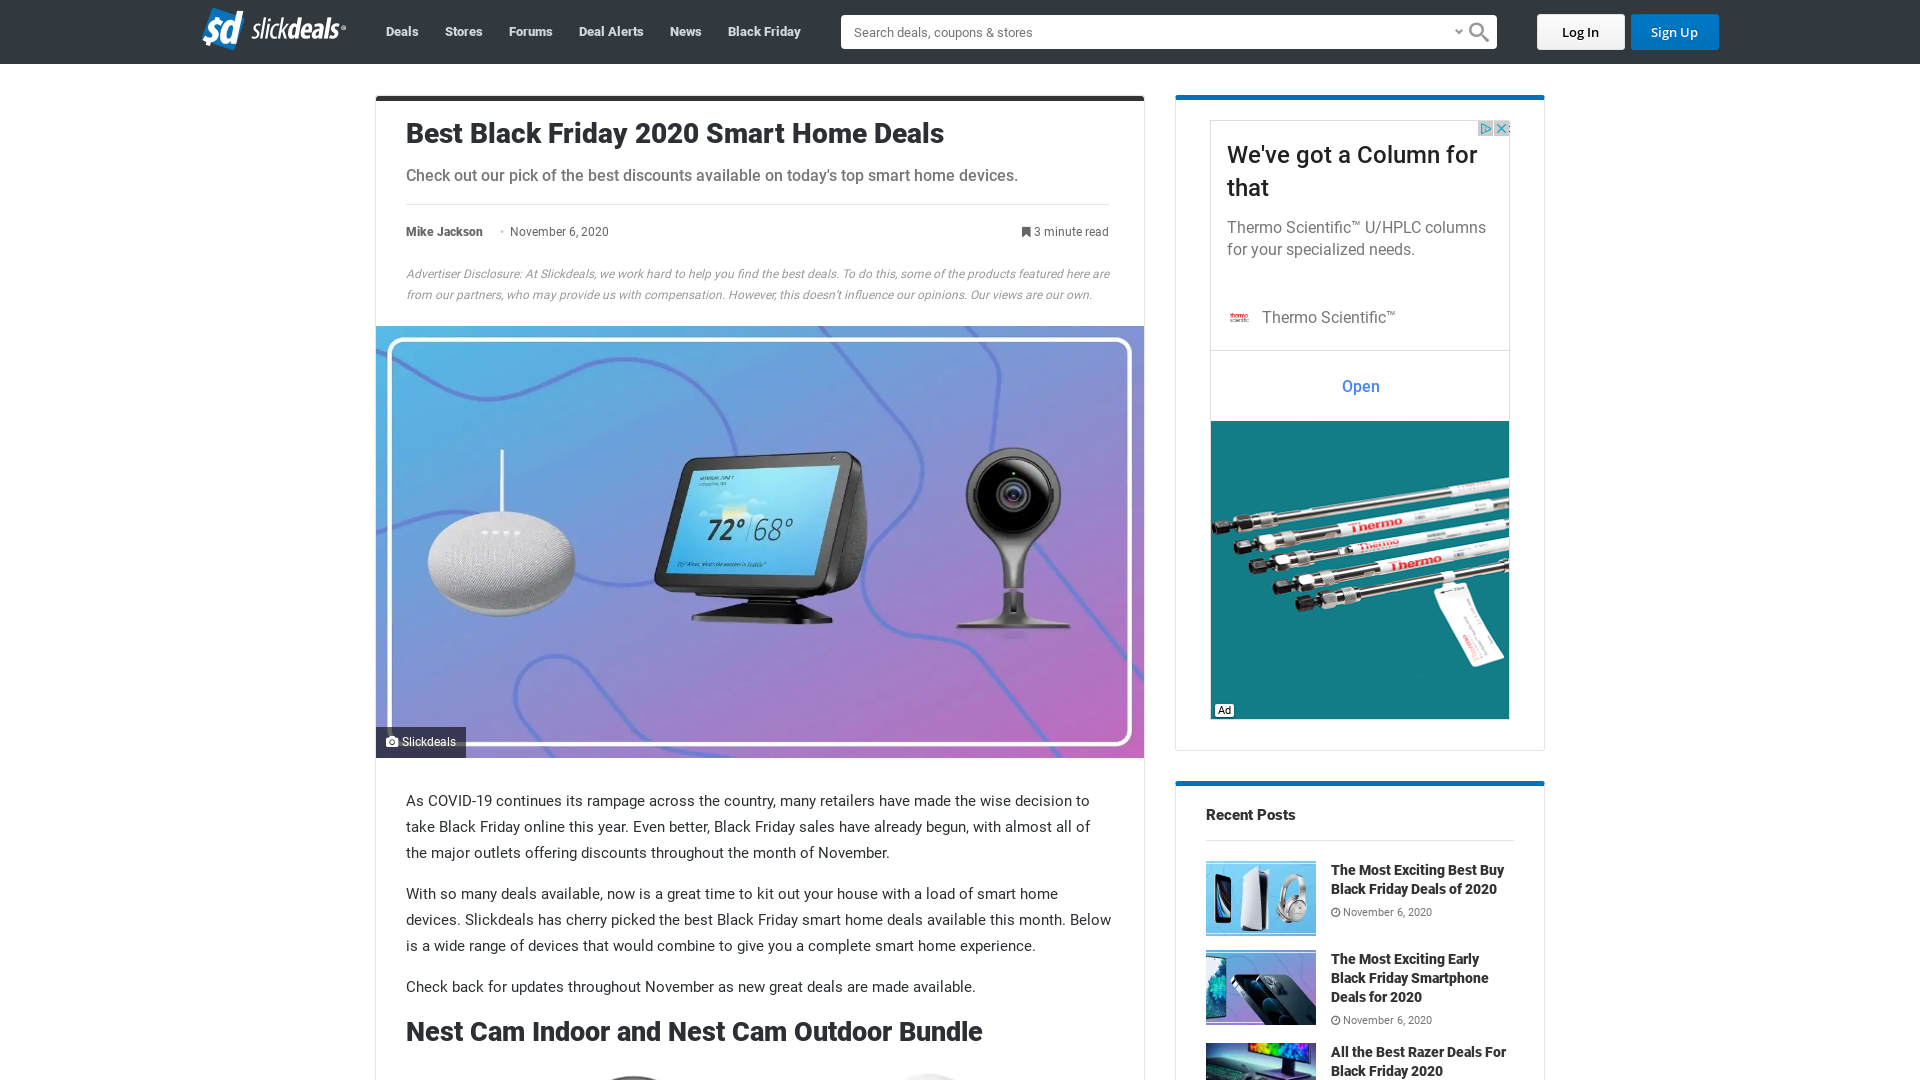 sd slickdeals®
Deals
Stores
Forums
Deal Alerts
News
Black Friday
Search deals, coupons & stores
Log In
Sign Up
Best Black Friday 2020 Smart Home Deals
Check out our pick of the best discounts available on today's top smart home devices.
Mike Jackson • November 6, 2020
3 minute read
Advertiser Disclosure: At Slickdeals, we work hard to help you find the best deals. To do this, some of the products featured here are
from our partners, who may provide us with compensation. However, this doesn’t influence our opinions. Our views are our own.
72° 68°
Slickdeals
As COVID-19 continues its rampage across the country, many retailers have made the wise decision to
take Black Friday online this year. Even better, Black Friday sales have already begun, with almost all of
the major outlets offering discounts throughout the month of November.
With so many deals available, now is a great time to kit out your house with a load of smart home
devices. Slickdeals has cherry picked the best Black Friday smart home deals available this month. Below
is a wide range of devices that would combine to give you a complete smart home experience.
Check back for updates throughout November as new great deals are made available.
Nest Cam Indoor and Nest Cam Outdoor Bundle
We've got a Column for
that
Thermo Scientific™ U/HPLC columns
for your specialized needs.
thermo
scientific
Thermo Scientific™
Open
Thermo
Thermo
Thermo
Ad
Recent Posts
The Most Exciting Best Buy
Black Friday Deals of 2020
November 6, 2020
The Most Exciting Early
Black Friday Smartphone
Deals for 2020
November 6, 2020
All the Best Razer Deals For
Black Friday 2020